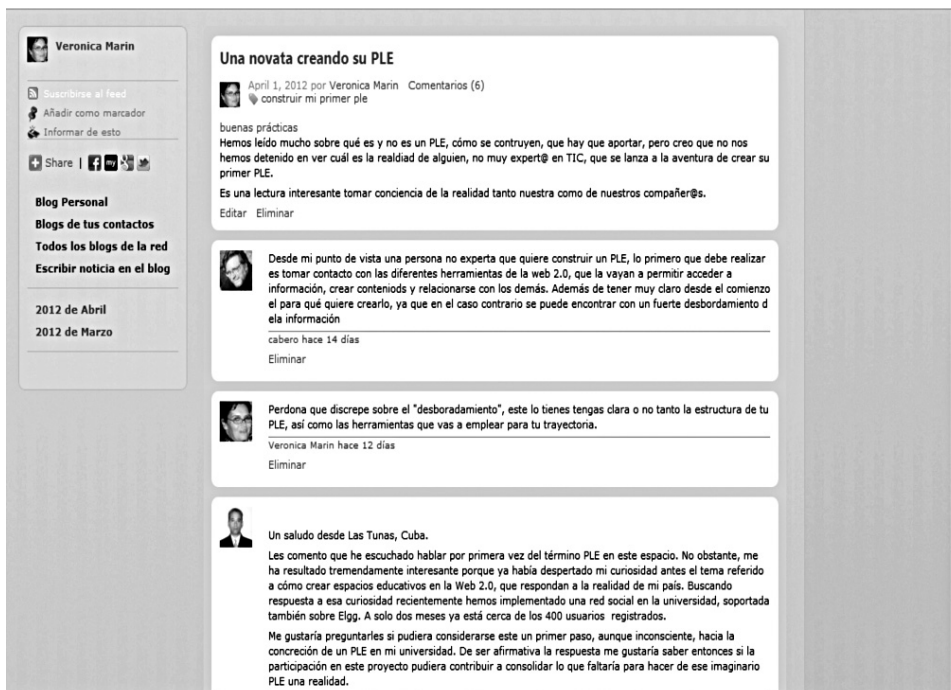 Veronica Marin
Suscribirse al feed
Añadir como marcador
Informar de esto
Share |
Blog Personal
Blogs de tus contactos
Todos los blogs de la red
Escribir noticia en el blog
2012 de Abril
2012 de Marzo
Una novata creando su PLE
April 1, 2012 por Veronica Marin Comentarios (6)
construir mi primer ple
buenas prácticas
Hemos leído mucho sobre qué es y no es un PLE, cómo se contruyen, que hay que aportar, pero creo que no nos
hemos detenido en ver cuál es la realdiad de alguien, no muy expert@ en TIC, que se lanza a la aventura de crear su
primer PLE.
Es una lectura interesante tomar conciencia de la realidad tanto nuestra como de nuestros compañer@s.
Editar Eliminar
Desde mi punto de vista una persona no experta que quiere construir un PLE, lo primero que debe realizar
es tomar contacto con las diferentes herramientas de la web 2.0, que la vayan a permitir acceder a
información, crear conteniods y relacionarse con los demás. Además de tener muy claro desde el comienzo
el para qué quiere crearlo, ya que en el caso contrario se puede encontrar con un fuerte desbordamiento d
ela información
cabero hace 14 días
Eliminar
Perdona que discrepe sobre el "desboradamiento", este lo tienes tengas clara o no tanto la estructura de tu
PLE, así como las herramientas que vas a emplear para tu trayectoria.
Veronica Marin hace 12 días
Eliminar
Un saludo desde Las Tunas, Cuba.
Les comento que he escuchado hablar por primera vez del término PLE en este espacio. No obstante, me
ha resultado tremendamente interesante porque ya había despertado mi curiosidad antes el tema referido
a cómo crear espacios educativos en la Web 2.0, que respondan a la realidad de mi país. Buscando
respuesta a esa curiosidad recientemente hemos implementado una red social en la universidad, soportada
también sobre Elgg. A solo dos meses ya está cerca de los 400 usuarios registrados.
Me gustaría preguntarles si pudiera considerarse este un primer paso, aunque inconsciente, hacia la
concreción de un PLE en mi universidad. De ser afirmativa la respuesta me gustaría saber entonces si la
participación en este proyecto pudiera contribuir a consolidar lo que faltaría para hacer de ese imaginario
PLE una realidad.